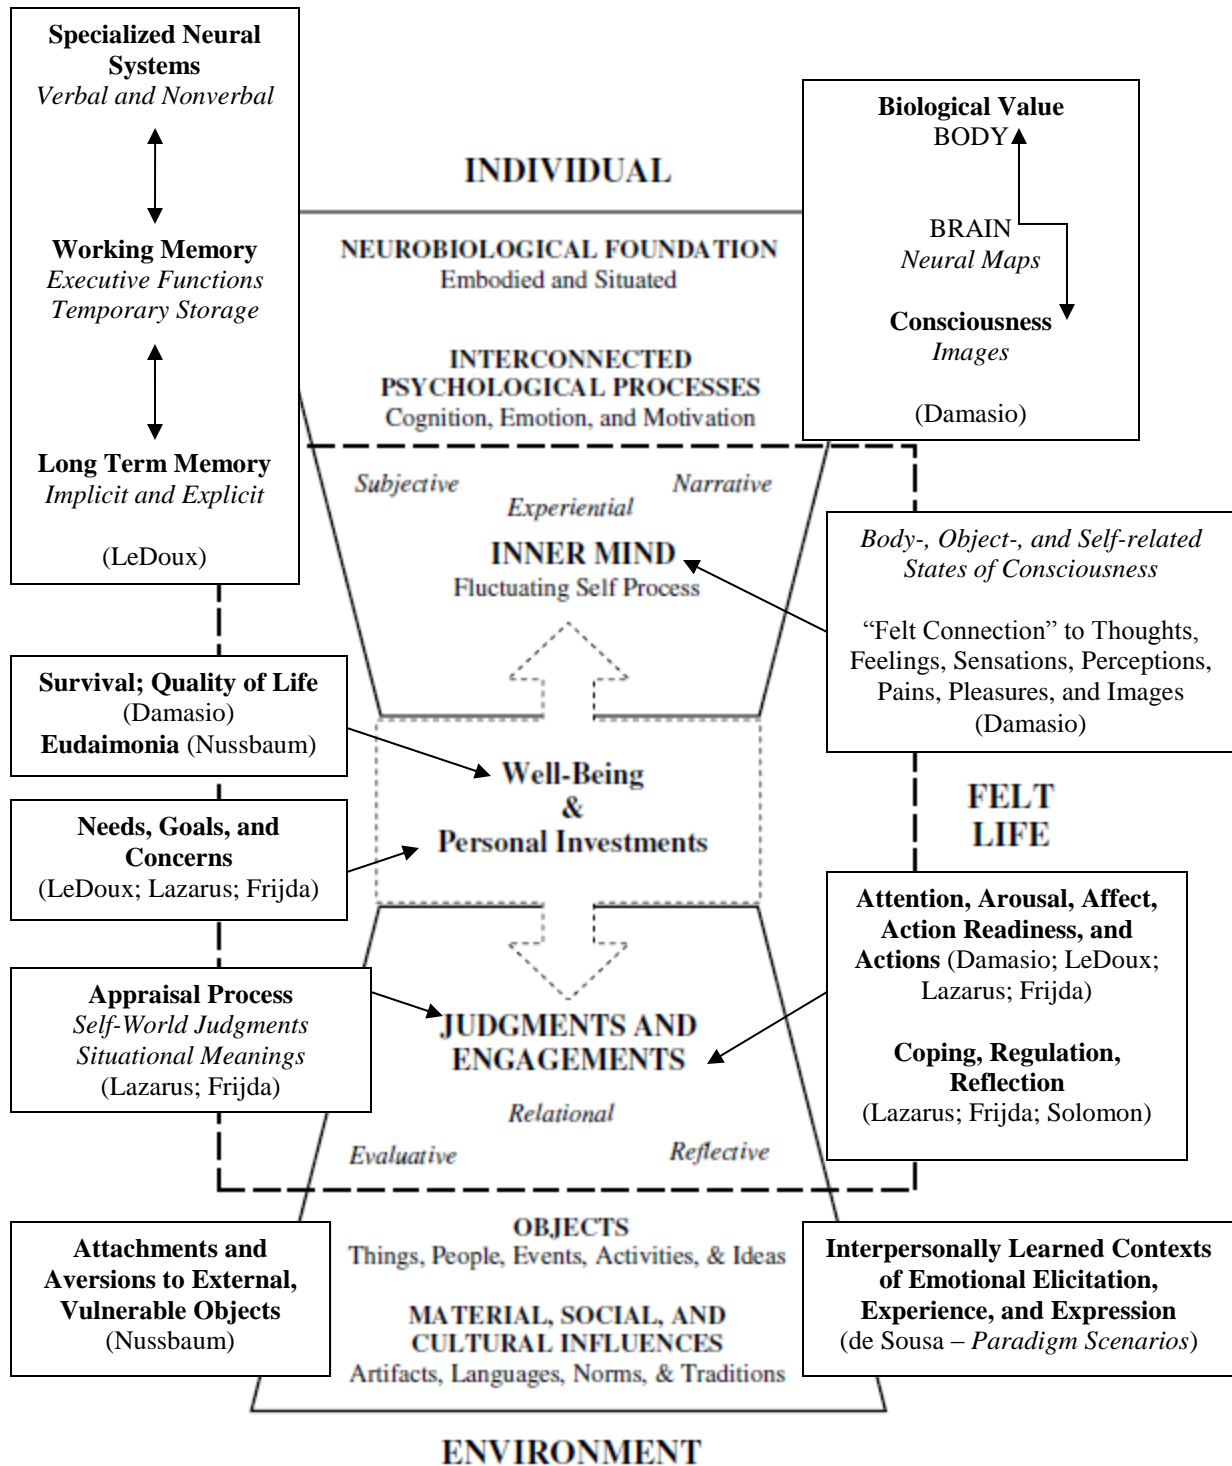 Specialized Neural
Systems
Verbal and Nonverbal
Working Memory
Executive Functions
Temporary Storage
Long Term Memory
Implicit and Explicit
(LeDoux)
Biological Value
BODY
BRAIN
Neural Maps
Consciousness
Images
(Damasio)
INDIVIDUAL
NEUROBIOLOGICAL FOUNDATION
Embodied and Situated
INTERCONNECTED
PSYCHOLOGICAL PROCESSES
Cognition, Emotion, and Motivation
Subjective
Narrative
Experiential
INNER MIND
Fluctuating Self Process
Body-, Object-, and Self-related
States of Consciousness
“Felt Connection” to Thoughts,
Feelings, Sensations, Perceptions,
Pains, Pleasures, and Images
(Damasio)
Survival; Quality of Life
(Damasio)
Eudaimonia (Nussbaum)
Well-Being
&
Personal Investments
FELT
LIFE
Needs, Goals, and
Concerns
(LeDoux; Lazarus; Frijda)
Attention, Arousal, Affect,
Action Readiness, and
Actions (Damasio; LeDoux;
Lazarus; Frijda)
Coping, Regulation,
Reflection
(Lazarus; Frijda; Solomon)
Appraisal Process
Self-World Judgments
Situational Meanings
(Lazarus; Frijda)
JUDGMENTS AND
ENGAGEMENTS
Relational
Evaluative
Reflective
OBJECTS
Things, People, Events, Activities, & Ideas
MATERIAL, SOCIAL, AND
CULTURAL INFLUENCES
Artifacts, Languages, Norms, & Traditions
Attachments and
Aversions to External,
Vulnerable Objects
(Nussbaum)
Interpersonally Learned Contexts
of Emotional Elicitation,
Experience, and Expression
(de Sousa – Paradigm Scenarios)
ENVIRONMENT